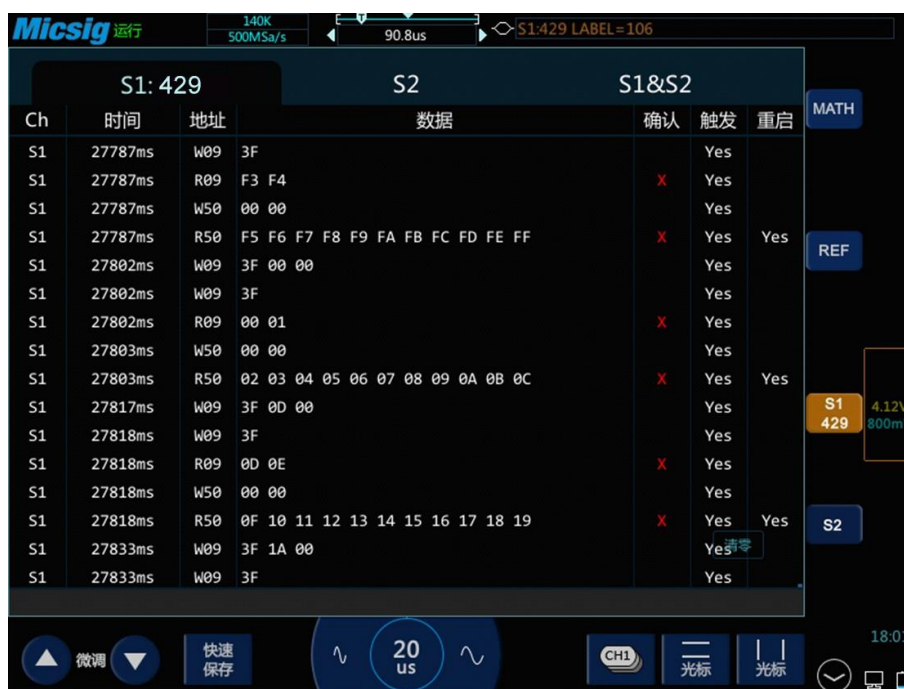 Micsig 运行 140K 500MSa/s 90.8us S1:429 LABEL=106
S1: 429 S2 S1&S2
Ch 时间 地址 数据 确认 触发 重启
S1 27787ms W09 3F Yes
S1 27787ms R09 F3 F4 X Yes
S1 27787ms W50 00 00 Yes
S1 27787ms R50 F5 F6 F7 F8 F9 FA FB FC FD FE FF X Yes Yes
S1 27802ms W09 3F 00 00 Yes
S1 27802ms W09 3F Yes
S1 27802ms R09 00 01 X Yes
S1 27803ms W50 00 00 Yes
S1 27803ms R50 02 03 04 05 06 07 08 09 0A 0B 0C X Yes Yes
S1 27817ms W09 3F 0D 00 Yes
S1 27818ms W09 3F Yes
S1 27818ms R09 0D 0E X Yes
S1 27818ms W50 00 00 Yes
S1 27818ms R50 0F 10 11 12 13 14 15 16 17 18 19 X Yes Yes
S1 27833ms W09 3F 1A 00 Yes
清零
S1 27833ms W09 3F Yes
MATH
REF
S1
429
4.12V
800m
S2
微调
快速
保存
20
us
CH1
光标
光标
18:01